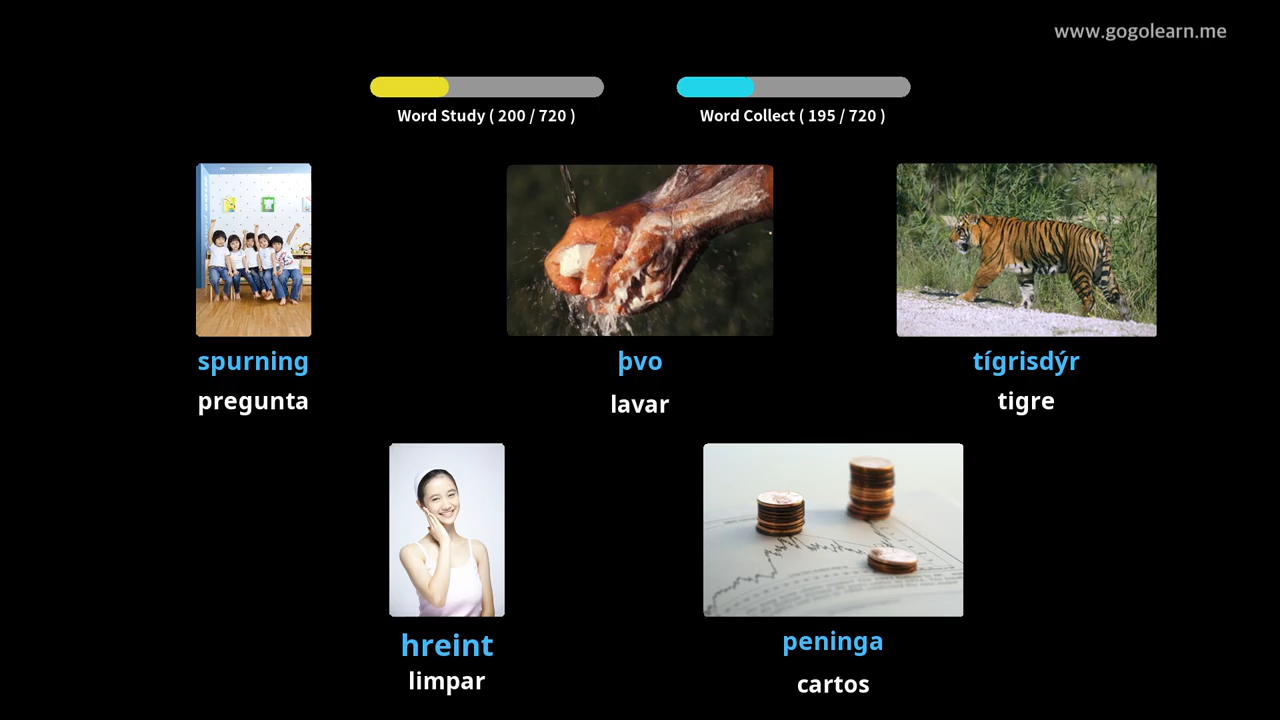 www.gogolearn.me
Word Study ( 200 / 720 )
Word Collect ( 195 / 720 )
spurning
pregunta
þvo
lavar
tígrisdýr
tigre
hreint
limpar
peninga
cartos